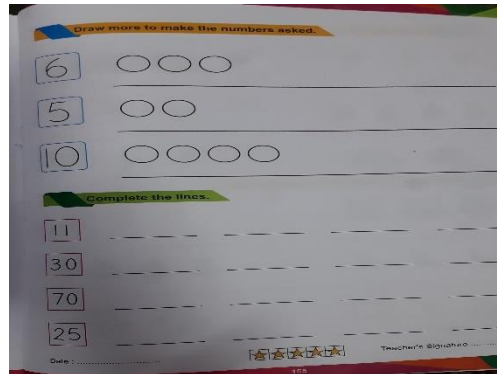 Draw more to make the numbers asked.
6
5
10
Complete the lines.
11
30
70
25
Date : ..............................
Teacher's Signature ............
155